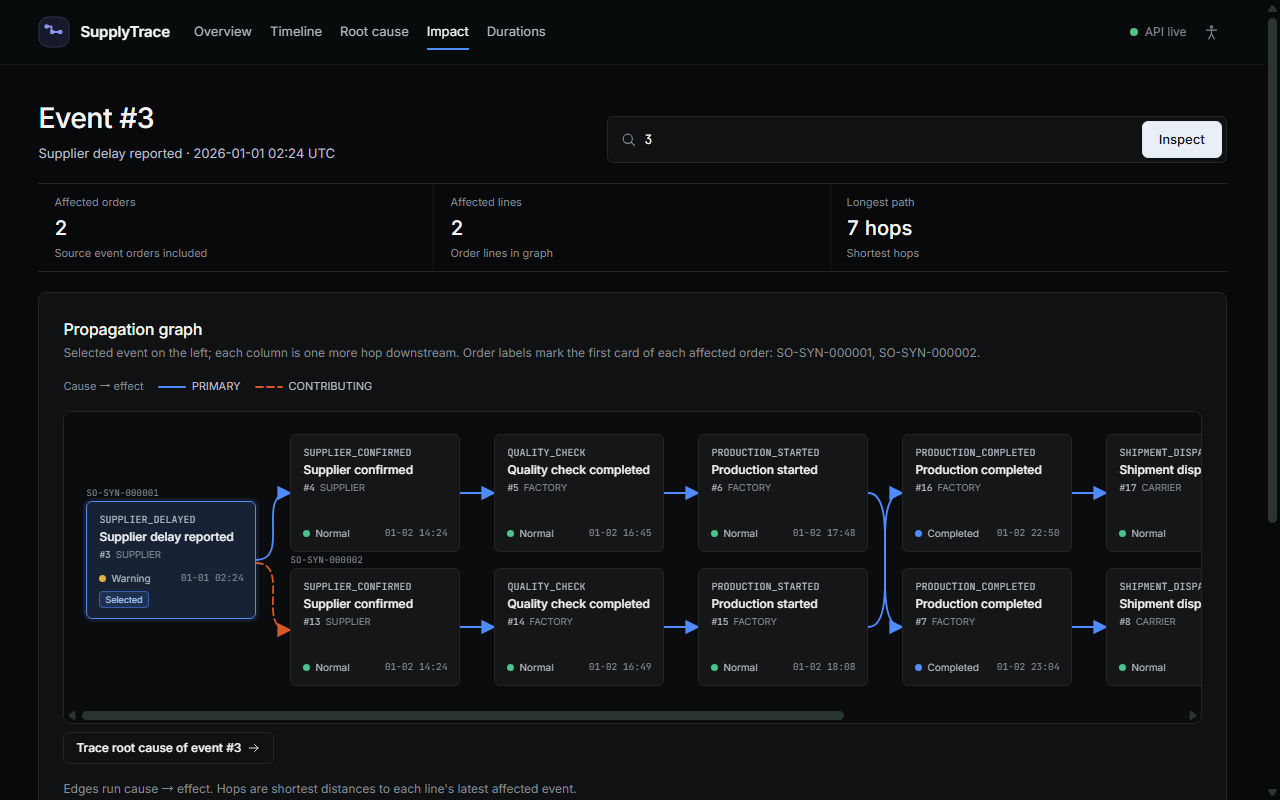 SupplyTrace Overview Timeline Root cause Impact Durations API live
Event #3
Supplier delay reported · 2026-01-01 02:24 UTC
3 Inspect
Affected orders Affected lines Longest path
2 2 7 hops
Source event orders included Order lines in graph Shortest hops
Propagation graph
Selected event on the left; each column is one more hop downstream. Order labels mark the first card of each affected order: SO-SYN-000001, SO-SYN-000002.
Cause → effect PRIMARY CONTRIBUTING
SO-SYN-000001
SUPPLIER_DELAYED
Supplier delay reported
#3 SUPPLIER
Warning 01-01 02:24
Selected
SUPPLIER_CONFIRMED
Supplier confirmed
#4 SUPPLIER
Normal 01-02 14:24
QUALITY_CHECK
Quality check completed
#5 FACTORY
Normal 01-02 16:45
PRODUCTION_STARTED
Production started
#6 FACTORY
Normal 01-02 17:48
PRODUCTION_COMPLETED
Production completed
#16 FACTORY
Completed 01-02 22:50
SHIPMENT_DISPA
Shipment disp
#17 CARRIER
Normal
SO-SYN-000002
SUPPLIER_CONFIRMED
Supplier confirmed
#13 SUPPLIER
Normal 01-02 14:24
QUALITY_CHECK
Quality check completed
#14 FACTORY
Normal 01-02 16:49
PRODUCTION_STARTED
Production started
#15 FACTORY
Normal 01-02 18:08
PRODUCTION_COMPLETED
Production completed
#7 FACTORY
Completed 01-02 23:04
SHIPMENT_DISPA
Shipment disp
#8 CARRIER
Normal
Trace root cause of event #3 →
Edges run cause → effect. Hops are shortest distances to each line's latest affected event.